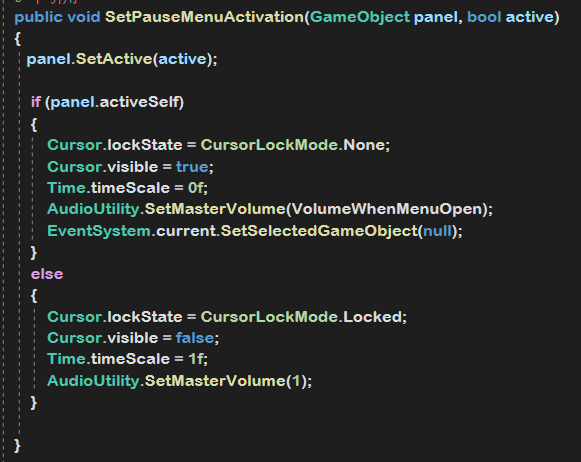 public void SetPauseMenuActivation(GameObject panel, bool active)
{
panel.SetActive(active);
if (panel.activeSelf)
{
Cursor.lockState = CursorLockMode.None;
Cursor.visible = true;
Time.timeScale = 0f;
AudioUtility.SetMasterVolume(VolumeWhenMenuOpen);
EventSystem.current.SetSelectedGameObject(null);
}
else
{
Cursor.lockState = CursorLockMode.Locked;
Cursor.visible = false;
Time.timeScale = 1f;
AudioUtility.SetMasterVolume(1);
}
}